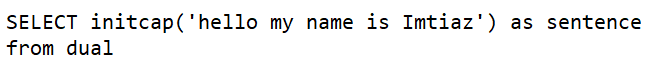 SELECT initcap('hello my name is Imtiaz') as sentence
from dual